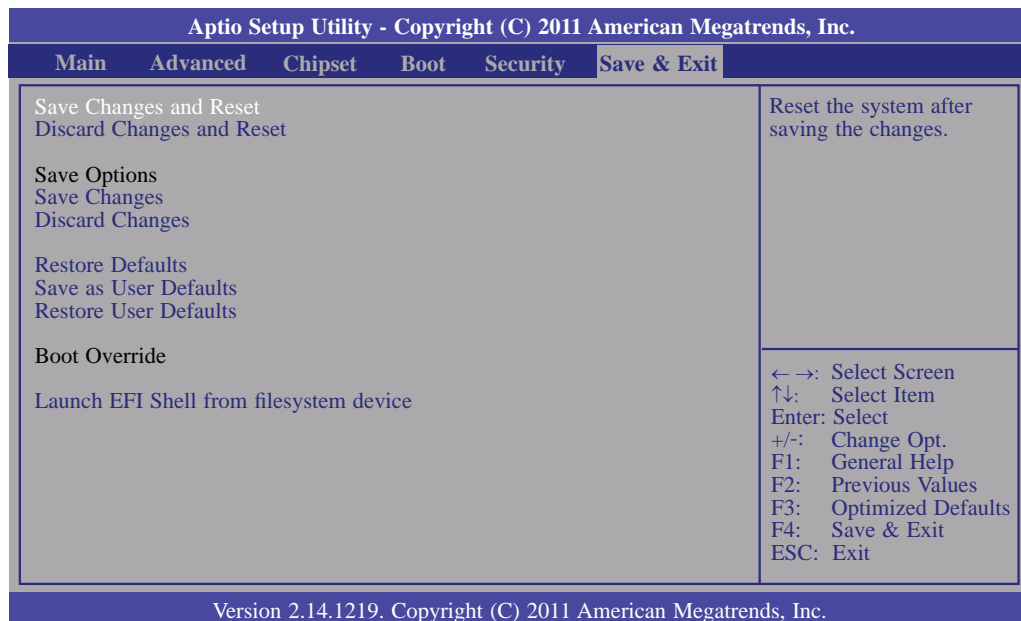 Aptio Setup Utility - Copyright (C) 2011 American Megatrends, Inc.
Main Advanced Chipset Boot Security Save & Exit
Save Changes and Reset
Discard Changes and Reset
Save Options
Save Changes
Discard Changes
Restore Defaults
Save as User Defaults
Restore User Defaults
Boot Override
Launch EFI Shell from filesystem device
Reset the system after
saving the changes.
← →: Select Screen
↑↓: Select Item
Enter: Select
+/-: Change Opt.
F1: General Help
F2: Previous Values
F3: Optimized Defaults
F4: Save & Exit
ESC: Exit
Version 2.14.1219. Copyright (C) 2011 American Megatrends, Inc.